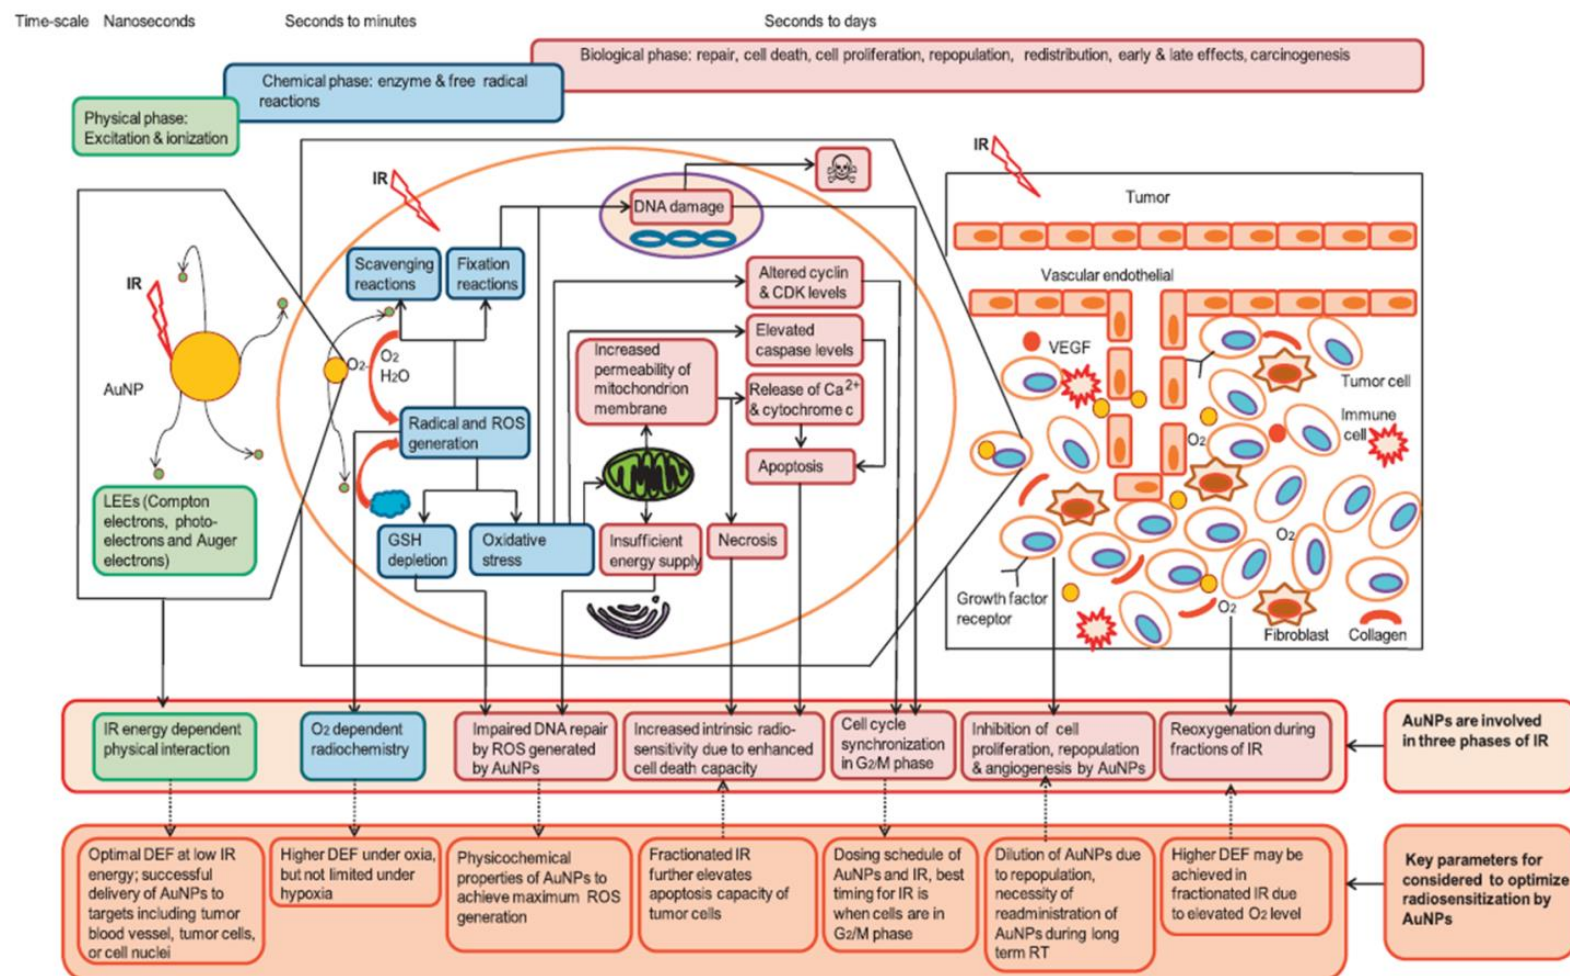 Time-scale Nanoseconds Seconds to minutes Seconds to days
Biological phase: repair, cell death, cell proliferation, repopulation, redistribution, early & late effects, carcinogenesis
Chemical phase: enzyme & free radical
reactions
Physical phase:
Excitation & ionization
IR
AuNP
LEEs (Compton
electrons, photo-
electrons and Auger
electrons)
IR
Scavenging
reactions
Fixation
reactions
DNA damage
O2-
O2
H2O
Radical and ROS
generation
GSH
depletion
Oxidative
stress
Increased
permeability of
mitochondrion
membrane
Insufficient
energy supply
Altered cyclin
& CDK levels
Elevated
caspase levels
Release of Ca2+
& cytochrome c
Apoptosis
Necrosis
IR
Tumor
Vascular endothelial
VEGF
Tumor cell
Immune
cell
O2
O2
O2
Growth factor
receptor
Fibroblast
Collagen
IR energy dependent
physical interaction
O2 dependent
radiochemistry
Impaired DNA repair
by ROS generated
by AuNPs
Increased intrinsic radio-
sensitivity due to enhanced
cell death capacity
Cell cycle
synchronization
in G2/M phase
Inhibition of cell
proliferation, repopulation
& angiogenesis by AuNPs
Reoxygenation during
fractions of IR
AuNPs are involved
in three phases of IR
Optimal DEF at low IR
energy; successful
delivery of AuNPs to
targets including tumor
blood vessel, tumor cells,
or cell nuclei
Higher DEF under oxia,
but not limited under
hypoxia
Physicochemical
properties of AuNPs to
achieve maximum ROS
generation
Fractionated IR
further elevates
apoptosis capacity of
tumor cells
Dosing schedule of
AuNPs and IR, best
timing for IR is
when cells are in
G2/M phase
Dilution of AuNPs due
to repopulation,
necessity of
readministration of
AuNPs during long
term RT
Higher DEF may be
achieved in
fractionated IR due
to elevated O2 level
Key parameters for
considered to optimize
radiosensitization by
AuNPs